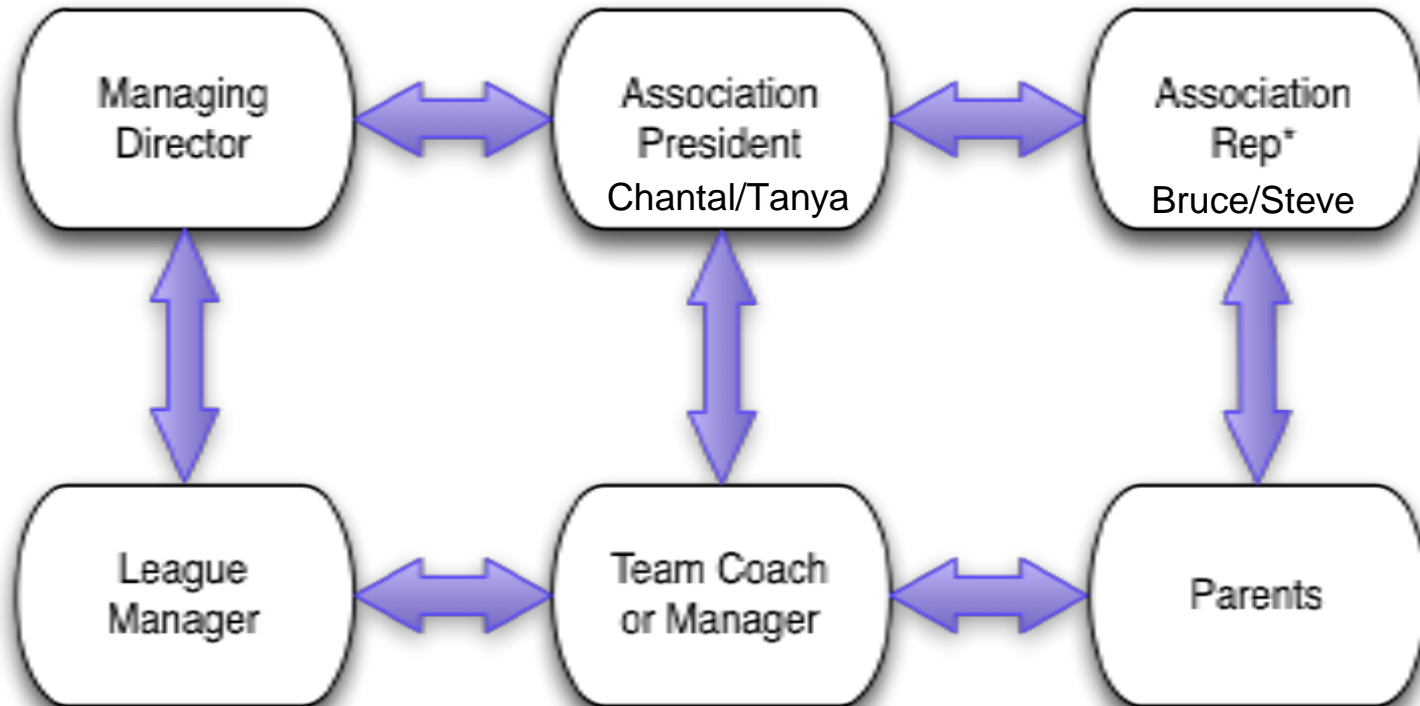 Managing
Director
Association
President
Chantal/Tanya
Association
Rep*
Bruce/Steve
League
Manager
Team Coach
or Manager
Parents